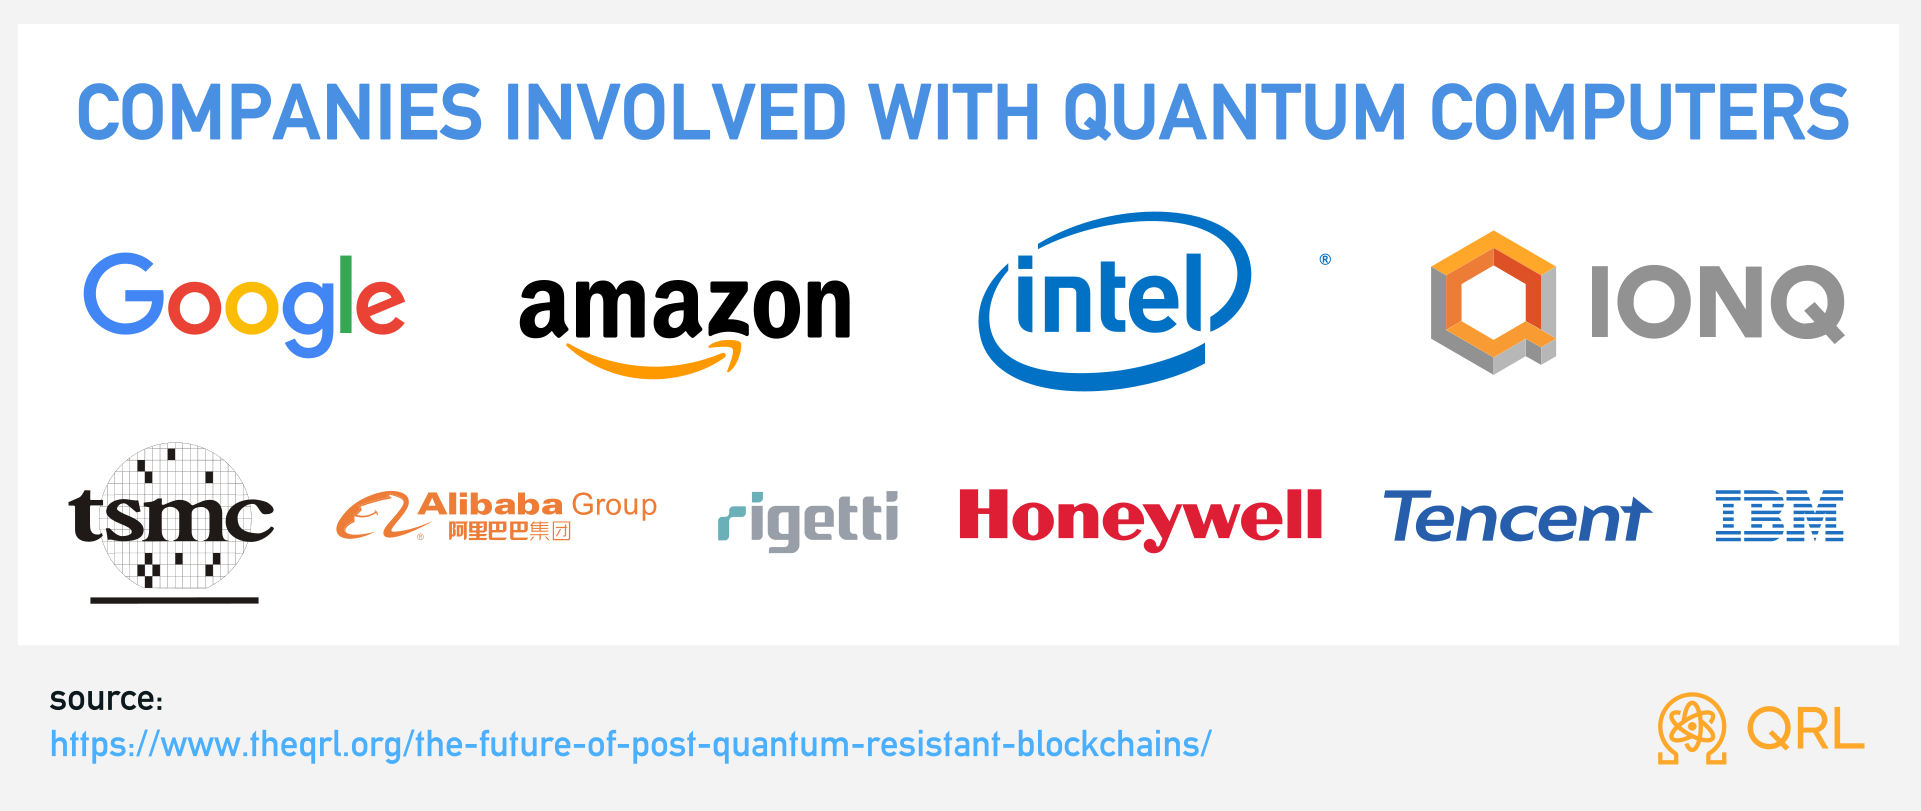 COMPANIES INVOLVED WITH QUANTUM COMPUTERS
Google
amazon
intel ®
IONQ
tsmc
Alibaba Group
® 阿里巴巴集团
rigetti
Honeywell
Tencent
IBM
source:
https://www.theqrl.org/the-future-of-post-quantum-resistant-blockchains/
QRL